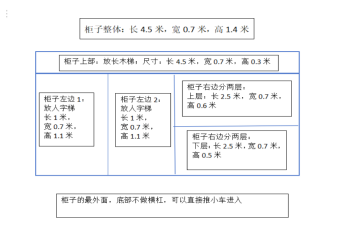 柜子整体：长 4.5 米，宽 0.7 米，高 1.4 米
柜子上部：放长木梯：尺寸：长 4.5 米，宽 0.7 米，高 0.3 米
柜子左边 1：
放人字梯
长 1 米，
宽 0.7 米，
高 1.1 米
柜子左边 2：
放人字梯
长 1 米，
宽 0.7 米，
高 1.1 米
柜子右边分两层：
上层：长 2.5 米，宽 0.7 米，
高 0.6 米
柜子右边分两层：
下层：长 2.5 米，宽 0.7 米，
高 0.5 米
柜子的最外面，底部不做横杠，可以直接推小车进入